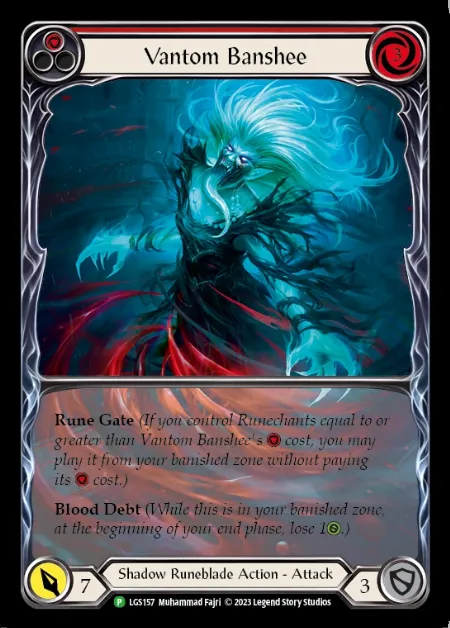 Vantom Banshee
3
Rune Gate (If you control Runechants equal to or
greater than Vantom Banshee's cost, you may
play it from your banished zone without paying
its cost.)
Blood Debt (While this is in your banished zone,
at the beginning of your end phase, lose 1.)
7
Shadow Runeblade Action - Attack
3
P LGS157 Muhammad Fajri © 2023 Legend Story Studios